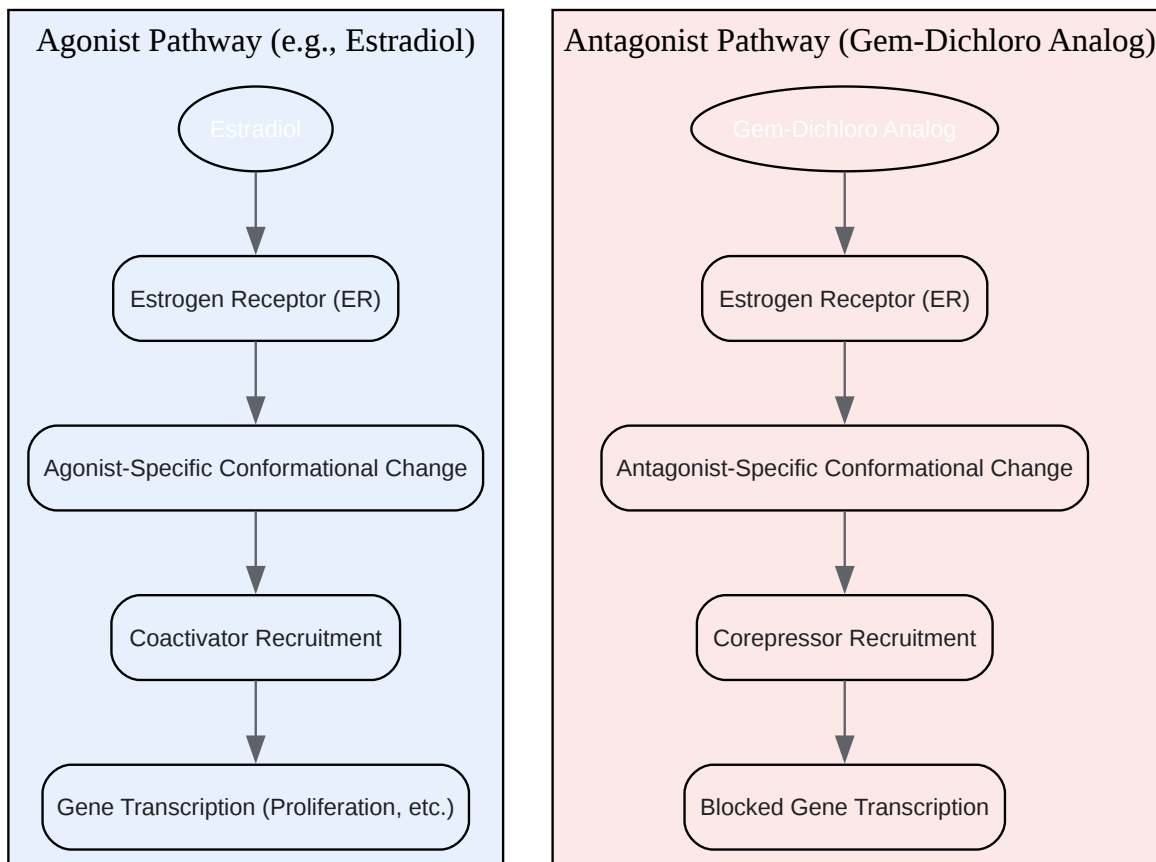 Agonist Pathway (e.g., Estradiol)
Estradiol
Estrogen Receptor (ER)
Agonist-Specific Conformational Change
Coactivator Recruitment
Gene Transcription (Proliferation, etc.)
Antagonist Pathway (Gem-Dichloro Analog)
Gem-Dichloro Analog
Estrogen Receptor (ER)
Antagonist-Specific Conformational Change
Corepressor Recruitment
Blocked Gene Transcription